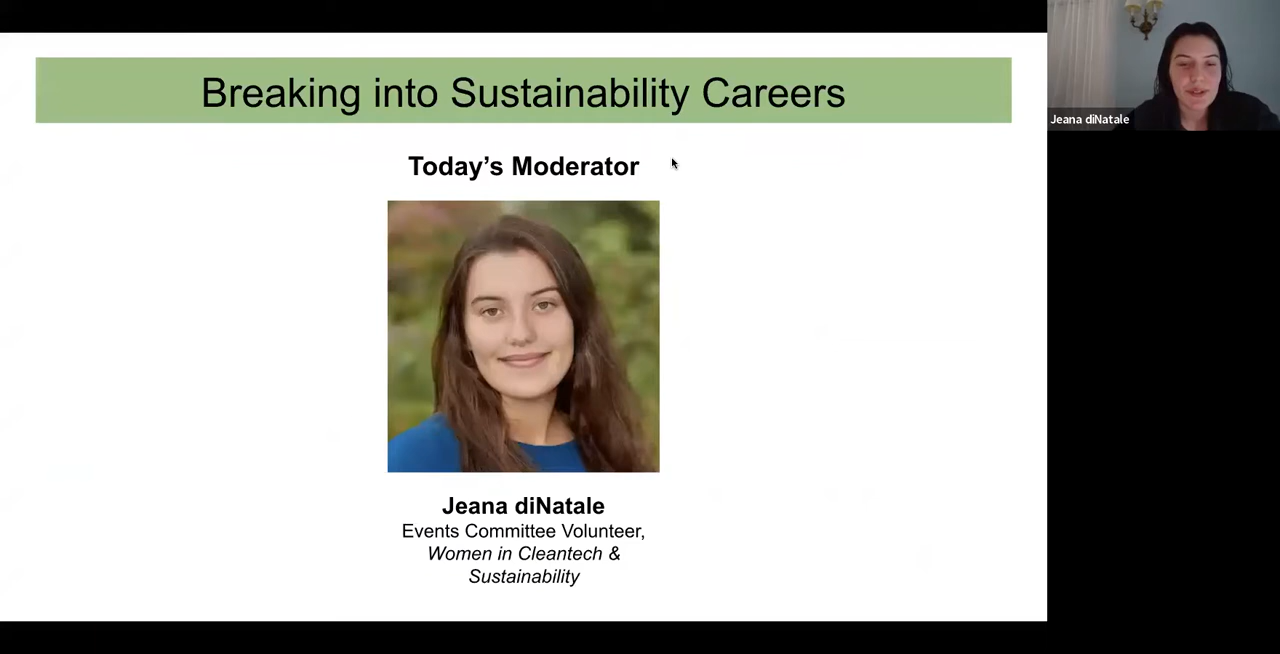 Breaking into Sustainability Careers
Today’s Moderator
Jeana diNatale
Jeana diNatale
Events Committee Volunteer,
Women in Cleantech &
Sustainability